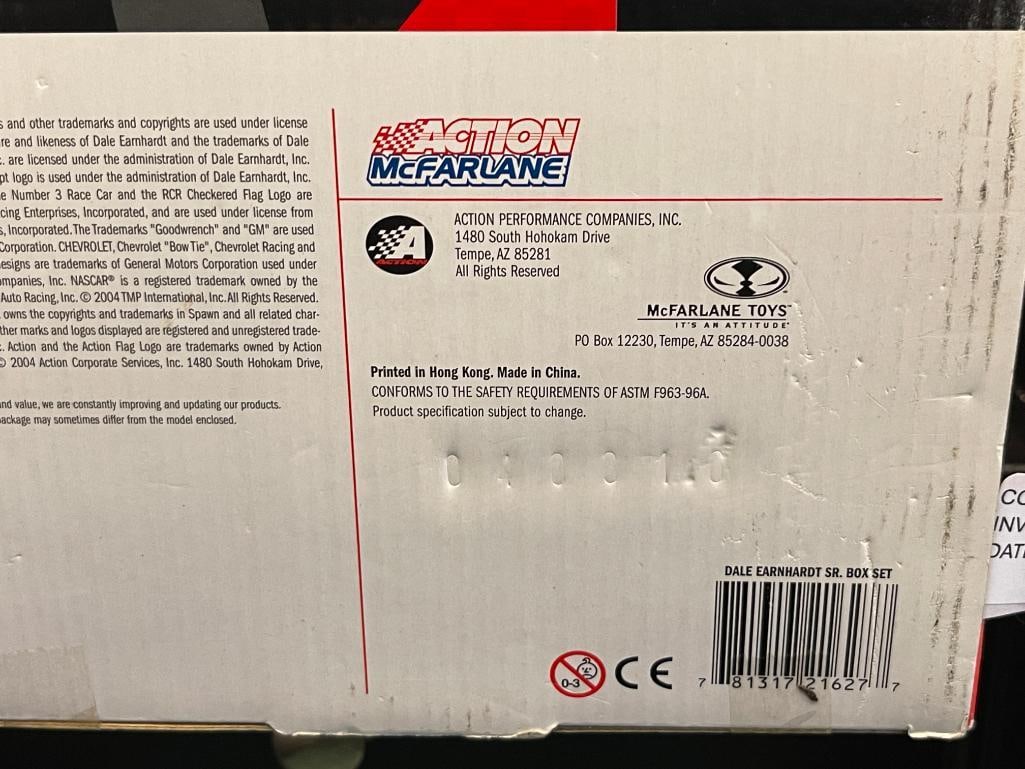 s and other trademarks and copyrights are used under license
re and likeness of Dale Earnhardt and the trademarks of Dale
. are licensed under the administration of Dale Earnhardt, Inc.
pt logo is used under the administration of Dale Earnhardt, Inc.
e Number 3 Race Car and the RCR Checkered Flag Logo are
cing Enterprises, Incorporated, and are used under license from
s, Incorporated. The Trademarks "Goodwrench" and "GM" are used
Corporation. CHEVROLET, Chevrolet "Bow Tie", Chevrolet Racing and
esigns are trademarks of General Motors Corporation used under
ompanies, Inc. NASCAR® is a registered trademark owned by the
Auto Racing, Inc. © 2004 TMP International, Inc. All Rights Reserved.
owns the copyrights and trademarks in Spawn and all related char-
ther marks and logos displayed are registered and unregistered trade-
. Action and the Action Flag Logo are trademarks owned by Action
© 2004 Action Corporate Services, Inc. 1480 South Hohokam Drive,
and value, we are constantly improving and updating our products.
package may sometimes differ from the model enclosed.
ACTION
McFARLANE
A
ACTION
ACTION PERFORMANCE COMPANIES, INC.
1480 South Hohokam Drive
Tempe, AZ 85281
All Rights Reserved
McFARLANE TOYS™
IT'S AN ATTITUDE
PO Box 12230, Tempe, AZ 85284-0038
Printed in Hong Kong. Made in China.
CONFORMS TO THE SAFETY REQUIREMENTS OF ASTM F963-96A.
Product specification subject to change.
DALE EARNHARDT SR. BOX SET
0-3
CE
7 81317 21627 7
CO
INV
DAT